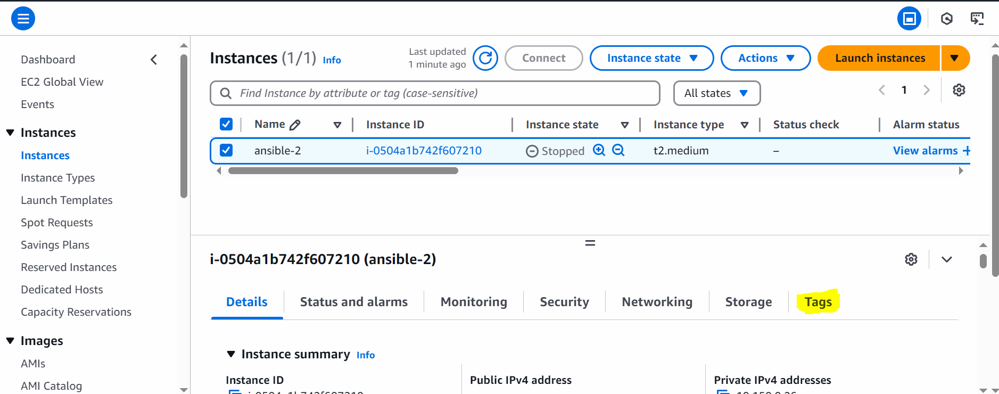 Dashboard
EC2 Global View
Events
Instances
Instances
Instance Types
Launch Templates
Spot Requests
Savings Plans
Reserved Instances
Dedicated Hosts
Capacity Reservations
Images
AMIs
AMI Catalog
Instances (1/1) Info
Last updated
1 minute ago
Connect
Instance state
Actions
Launch instances
Find Instance by attribute or tag (case-sensitive)
All states
1
Name Instance ID Instance state Instance type Status check Alarm status
ansible-2 i-0504a1b742f607210 Stopped t2.medium – View alarms +
i-0504a1b742f607210 (ansible-2)
Details Status and alarms Monitoring Security Networking Storage Tags
Instance summary Info
Instance ID Public IPv4 address Private IPv4 addresses
i-0504a1b742f607210